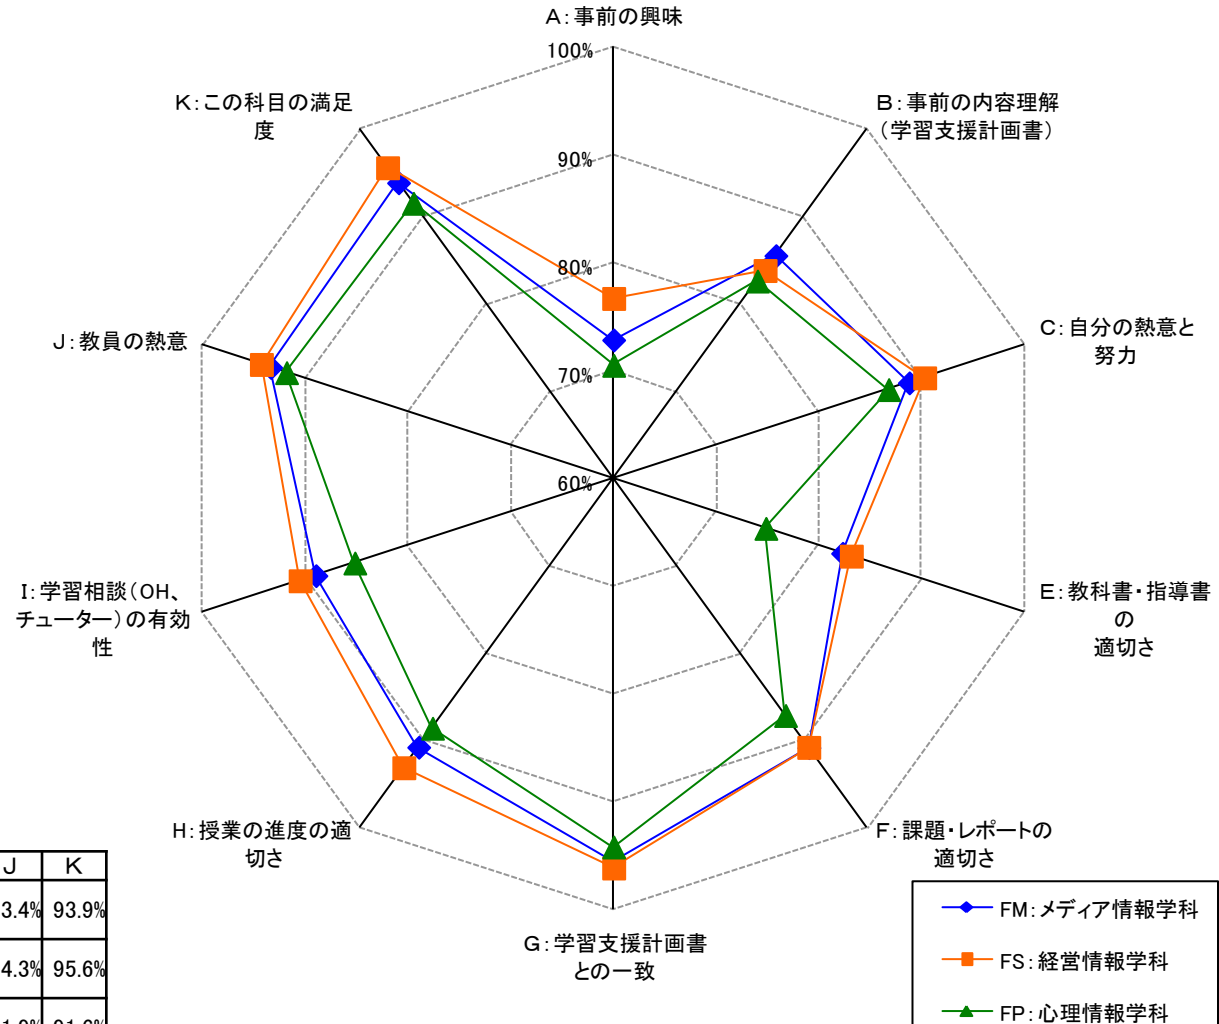 A：事前の興味
100%
K：この科目の満足
度
B：事前の内容理解
（学習支援計画書）
90%
80%
C：自分の熱意と
努力
J：教員の熱意
70%
60%
I：学習相談（OH、
チューター）の有効
性
E：教科書・指導書
の
適切さ
H：授業の進度の適
切さ
F：課題・レポートの
適切さ
G：学習支援計画書
との一致
J K
3.4% 93.9%
4.3% 95.6%
FM：メディア情報学科
FS：経営情報学科
FP：心理情報学科